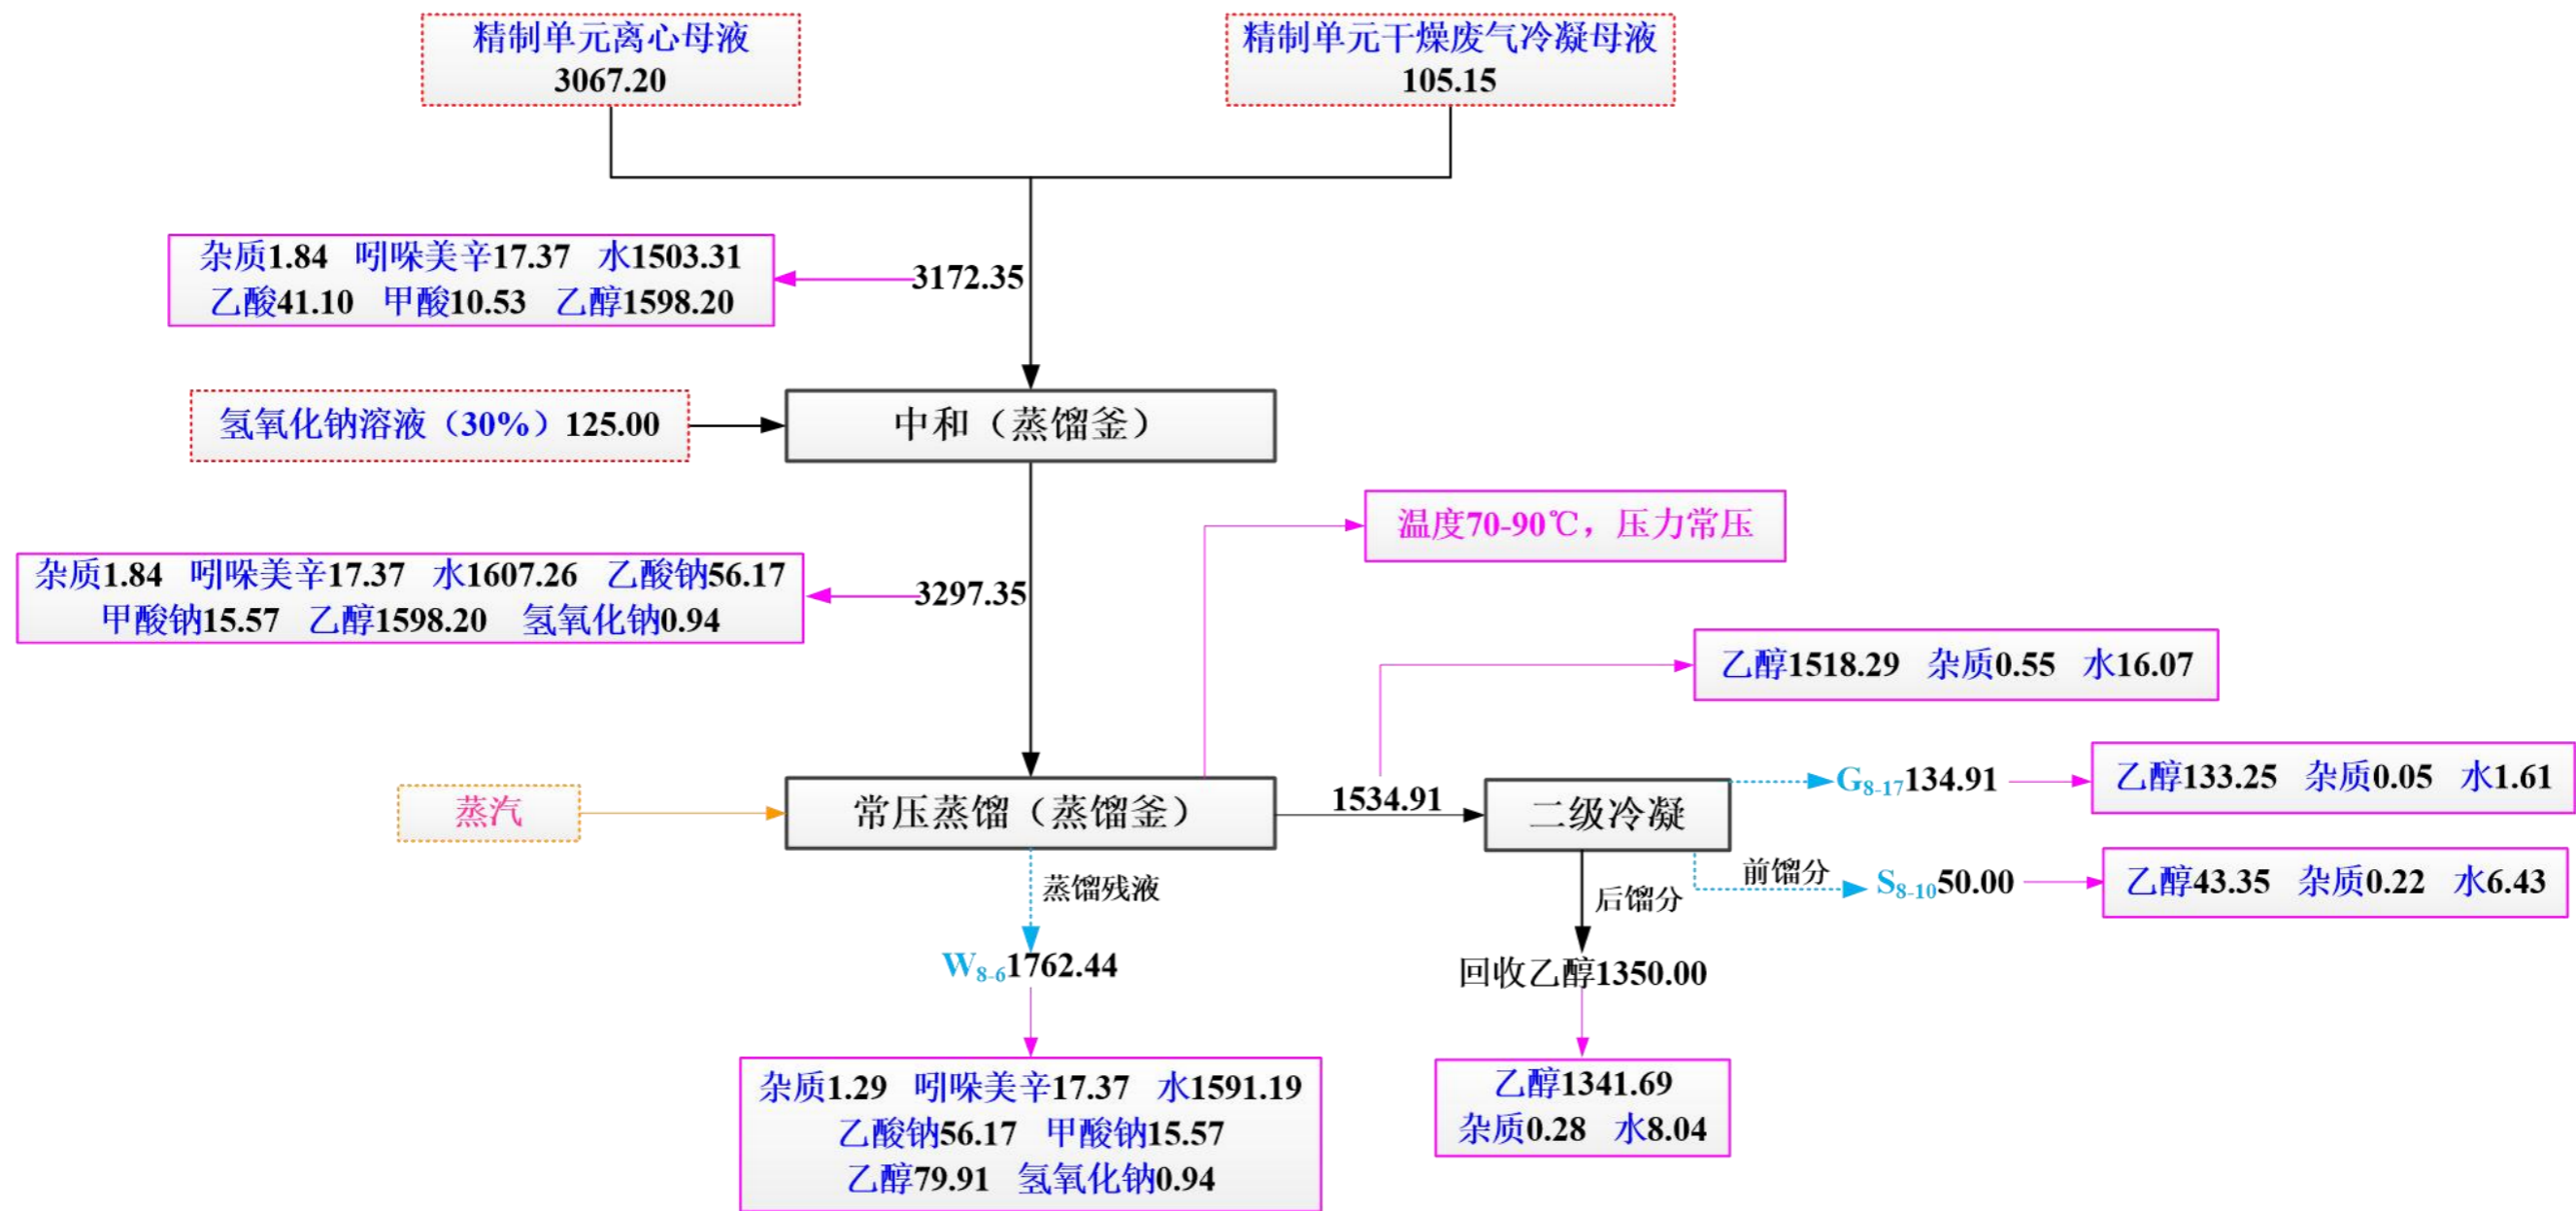 精制单元离心母液
3067.20
精制单元干燥废气冷凝母液
105.15
杂质1.84 吲哚美辛17.37 水1503.31
乙酸41.10 甲酸10.53 乙醇1598.20
3172.35
氢氧化钠溶液（30%）125.00
中和（蒸馏釜）
温度70-90℃，压力常压
杂质1.84 吲哚美辛17.37 水1607.26 乙酸钠56.17
甲酸钠15.57 乙醇1598.20 氢氧化钠0.94
3297.35
乙醇1518.29 杂质0.55 水16.07
蒸汽
常压蒸馏（蒸馏釜）
1534.91
二级冷凝
G8-17134.91
乙醇133.25 杂质0.05 水1.61
前馏分
S8-1050.00
乙醇43.35 杂质0.22 水6.43
蒸馏残液
后馏分
W8-61762.44
回收乙醇1350.00
杂质1.29 吲哚美辛17.37 水1591.19
乙酸钠56.17 甲酸钠15.57
乙醇79.91 氢氧化钠0.94
乙醇1341.69
杂质0.28 水8.04